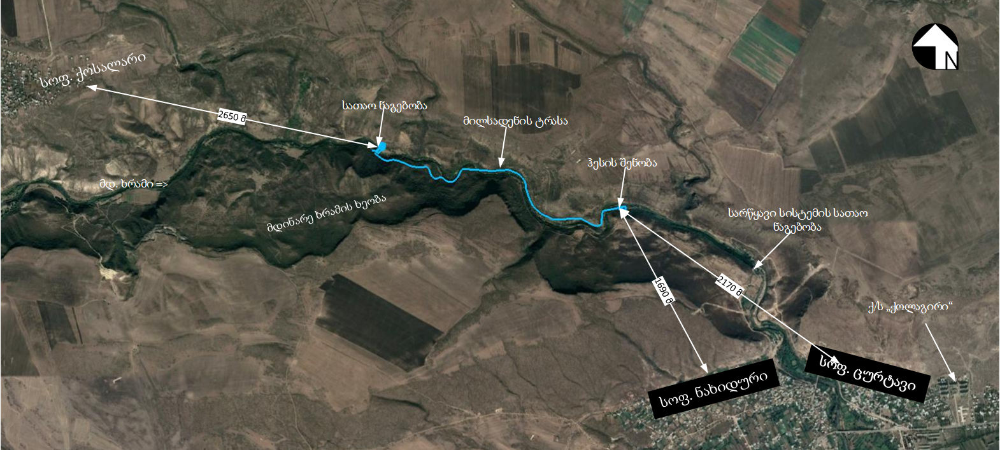 N
სოფ. ქოსალარი
სათაო ნაგებობა
2650 მ
მილსადენის ტრასა
ჰესის შენობა
მდ. ხრამი =>
მდინარე ხრამის ხეობა
სარწყავი სისტემის სათაო
ნაგებობა
1690 მ
2170 მ
ქ/ს „ქოლაგირი“
სოფ. ნახიდური
სოფ. ცურტავი